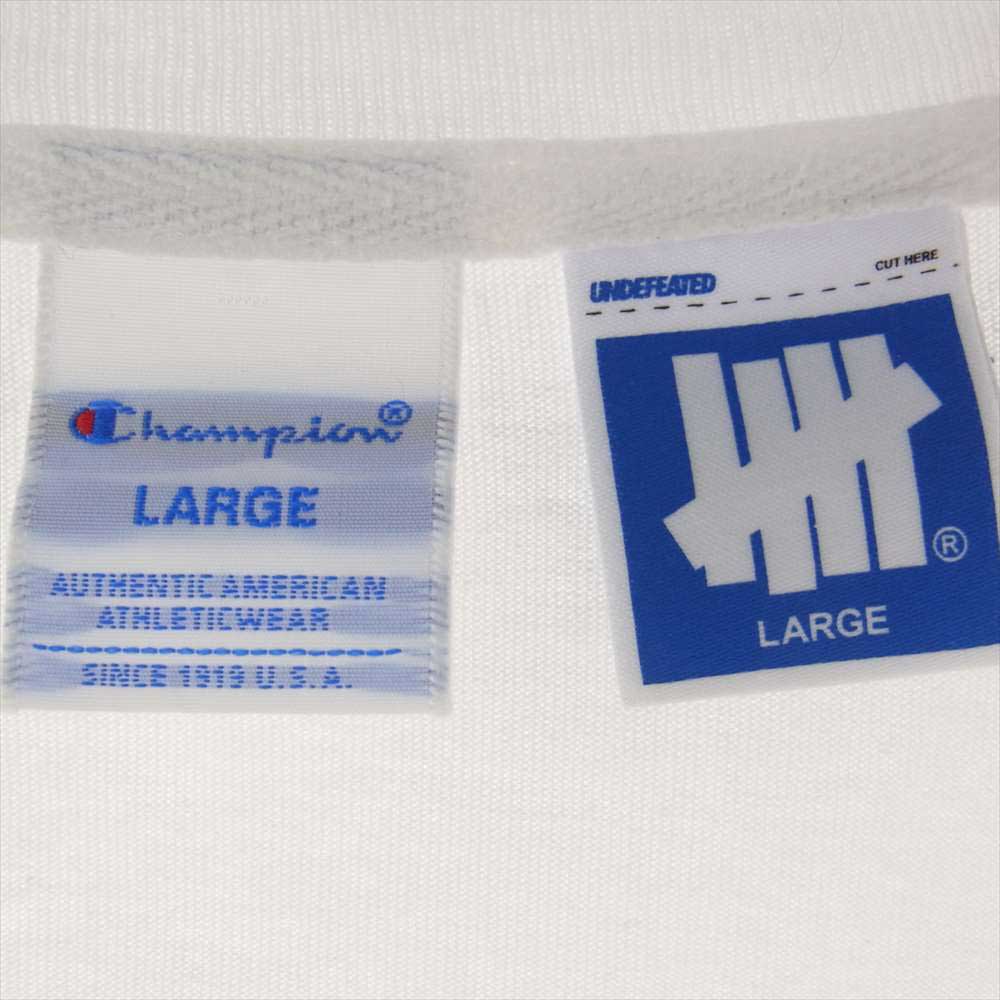 Champion®
LARGE
AUTHENTIC AMERICAN
ATHLETICWEAR
SINCE 1919 U.S.A.
UNDEFEATED
CUT HERE
®
LARGE